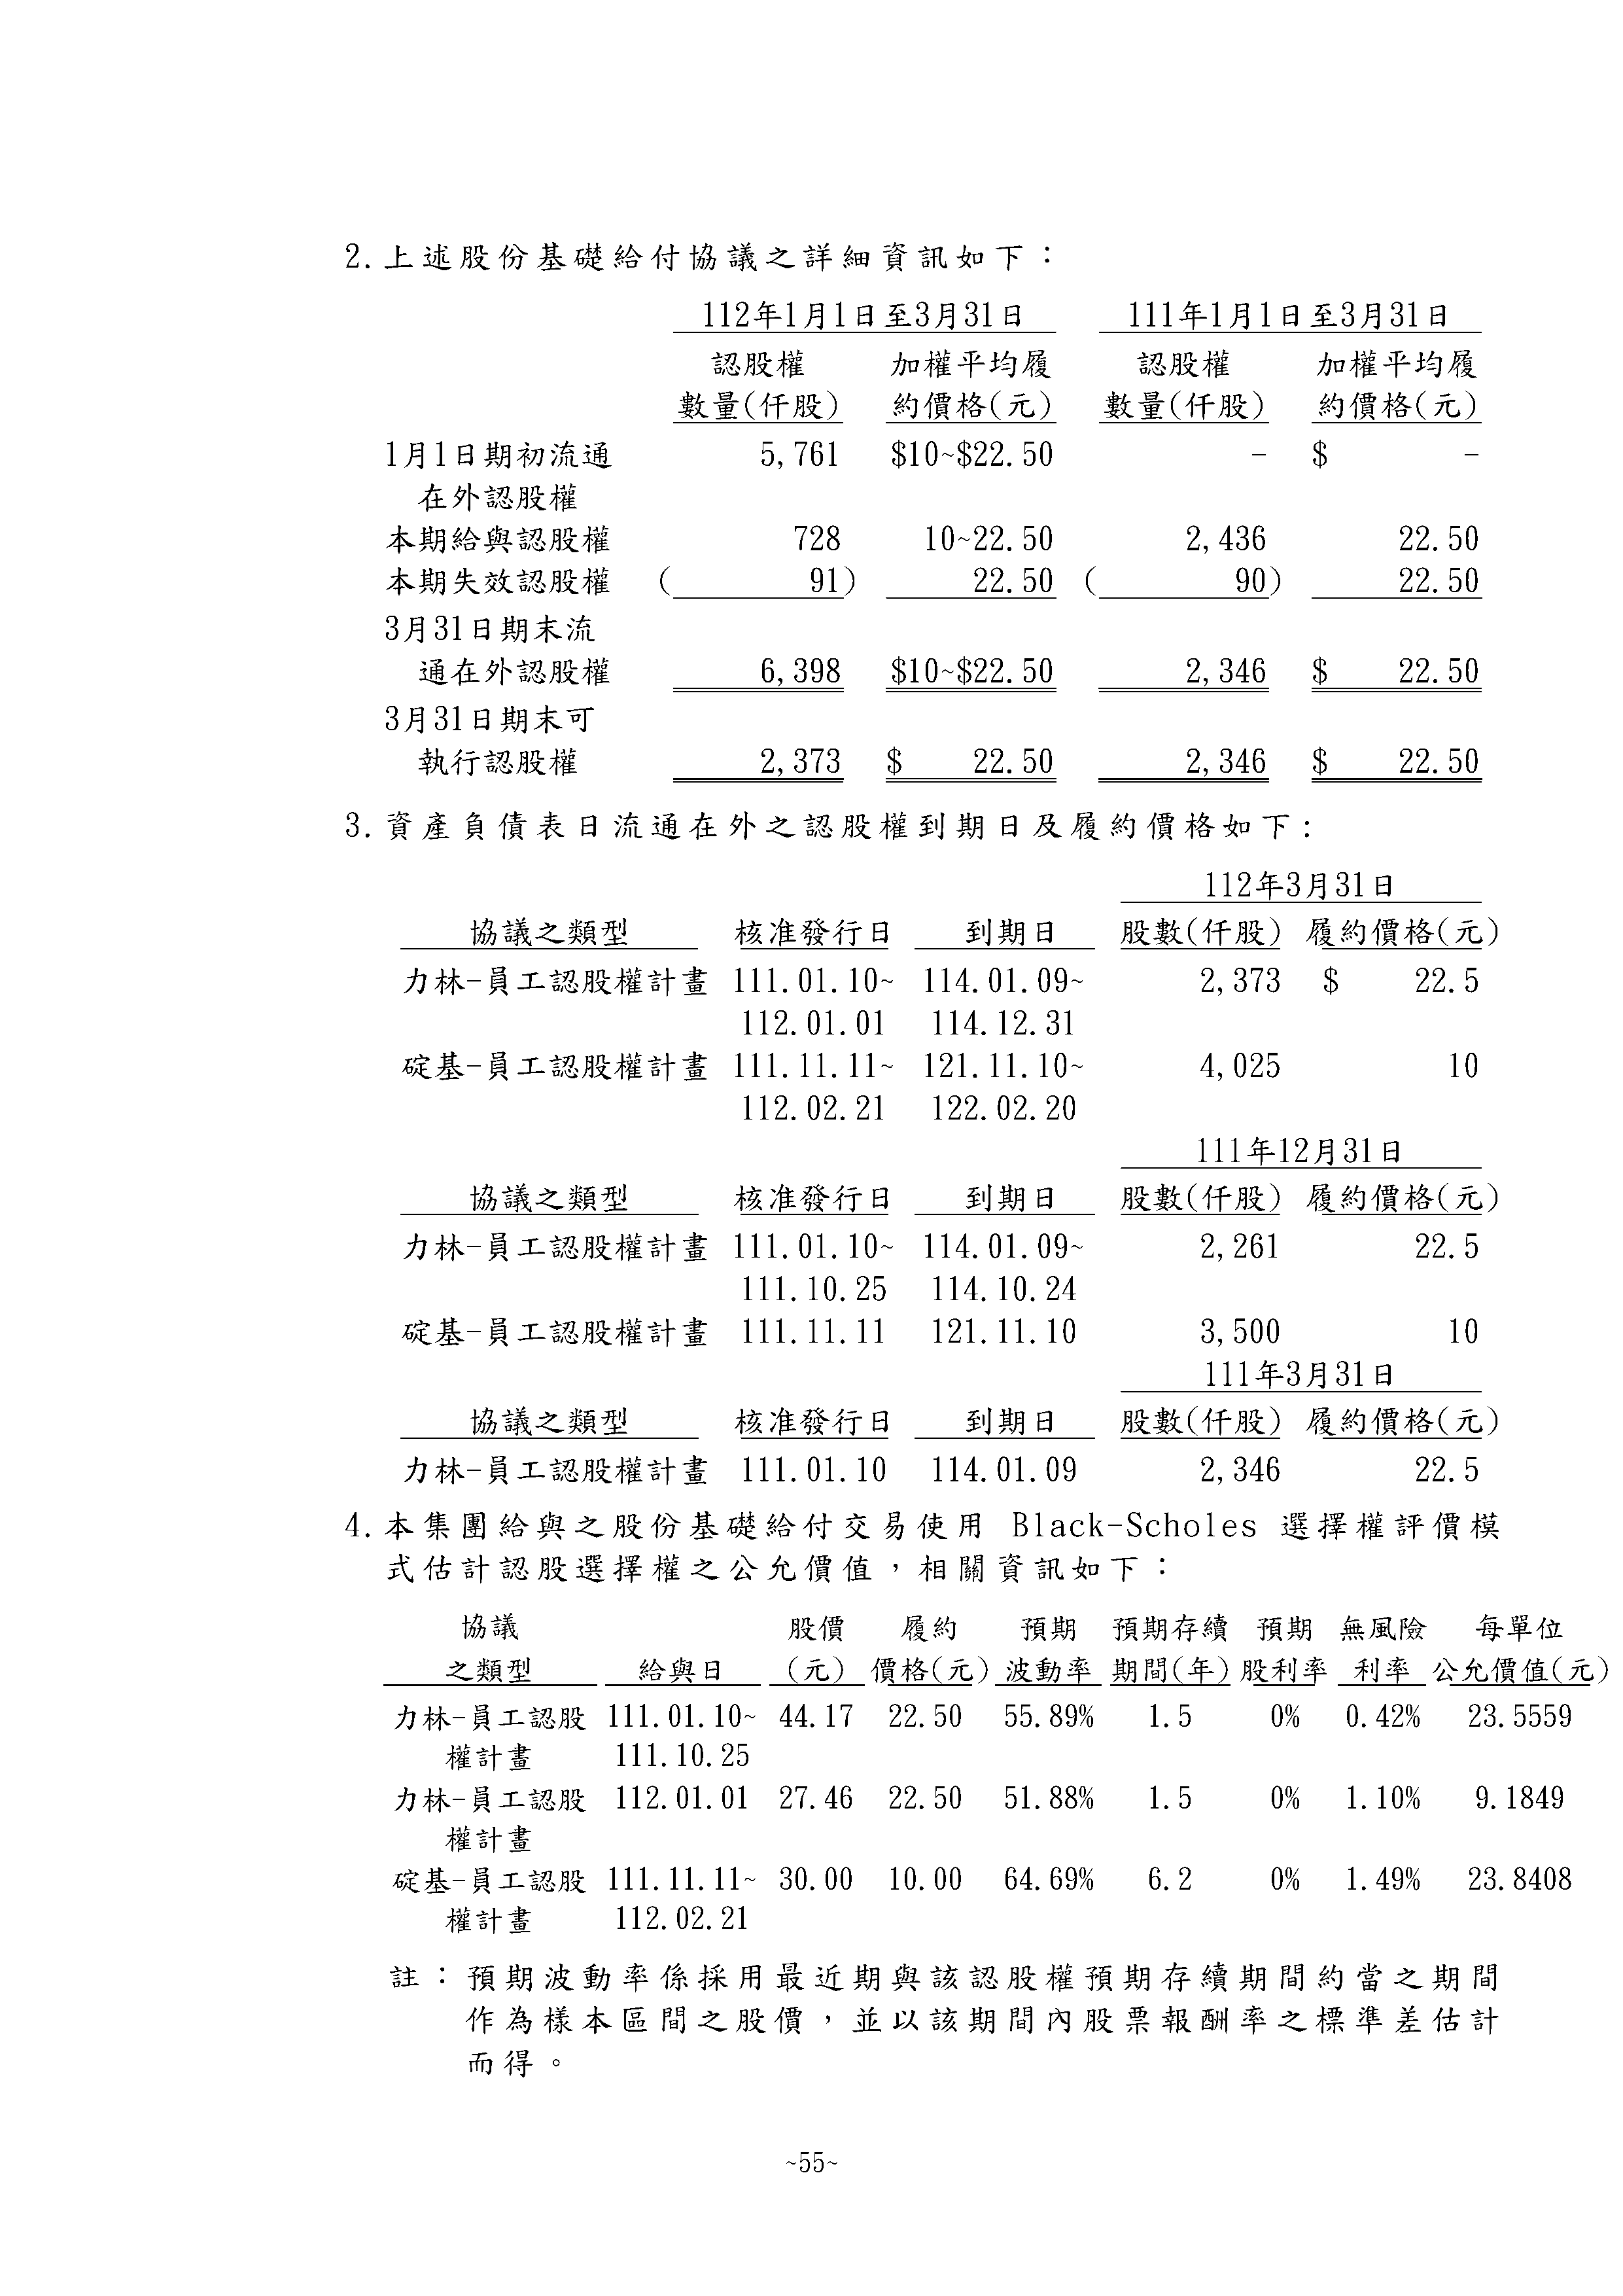 2.上述股份基礎給付協議之詳細資訊如下：
112年1月1日至3月31日 111年1月1日至3月31日
認股權 加權平均履 認股權 加權平均履
數量(仟股) 約價格(元) 數量(仟股) 約價格(元)
1月1日期初流通 5,761 $10~$22.50 - $ -
在外認股權
本期給與認股權 728 10~22.50 2,436 22.50
本期失效認股權 ( 91) 22.50 ( 90) 22.50
3月31日期末流
通在外認股權 6,398 $10~$22.50 2,346 $ 22.50
3月31日期末可
執行認股權 2,373 $ 22.50 2,346 $ 22.50
3.資產負債表日流通在外之認股權到期日及履約價格如下:
112年3月31日
協議之類型 核准發行日 到期日 股數(仟股) 履約價格(元)
力林-員工認股權計畫 111.01.10~ 114.01.09~ 2,373 $ 22.5
112.01.01 114.12.31
碇基-員工認股權計畫 111.11.11~ 121.11.10~ 4,025 10
112.02.21 122.02.20
111年12月31日
協議之類型 核准發行日 到期日 股數(仟股) 履約價格(元)
力林-員工認股權計畫 111.01.10~ 114.01.09~ 2,261 22.5
111.10.25 114.10.24
碇基-員工認股權計畫 111.11.11 121.11.10 3,500 10
111年3月31日
協議之類型 核准發行日 到期日 股數(仟股) 履約價格(元)
力林-員工認股權計畫 111.01.10 114.01.09 2,346 22.5
4.本集團給與之股份基礎給付交易使用 Black-Scholes 選擇權評價模
式估計認股選擇權之公允價值，相關資訊如下：
協議 股價 履約 預期 預期存續 預期 無風險 每單位
之類型 給與日 (元) 價格(元) 波動率 期間(年) 股利率 利率 公允價值(元)
力林-員工認股 111.01.10~ 44.17 22.50 55.89% 1.5 0% 0.42% 23.5559
權計畫 111.10.25
力林-員工認股 112.01.01 27.46 22.50 51.88% 1.5 0% 1.10% 9.1849
權計畫
碇基-員工認股 111.11.11~ 30.00 10.00 64.69% 6.2 0% 1.49% 23.8408
權計畫 112.02.21
註：預期波動率係採用最近期與該認股權預期存續期間約當之期間
作為樣本區間之股價，並以該期間內股票報酬率之標準差估計
而得。
~55~